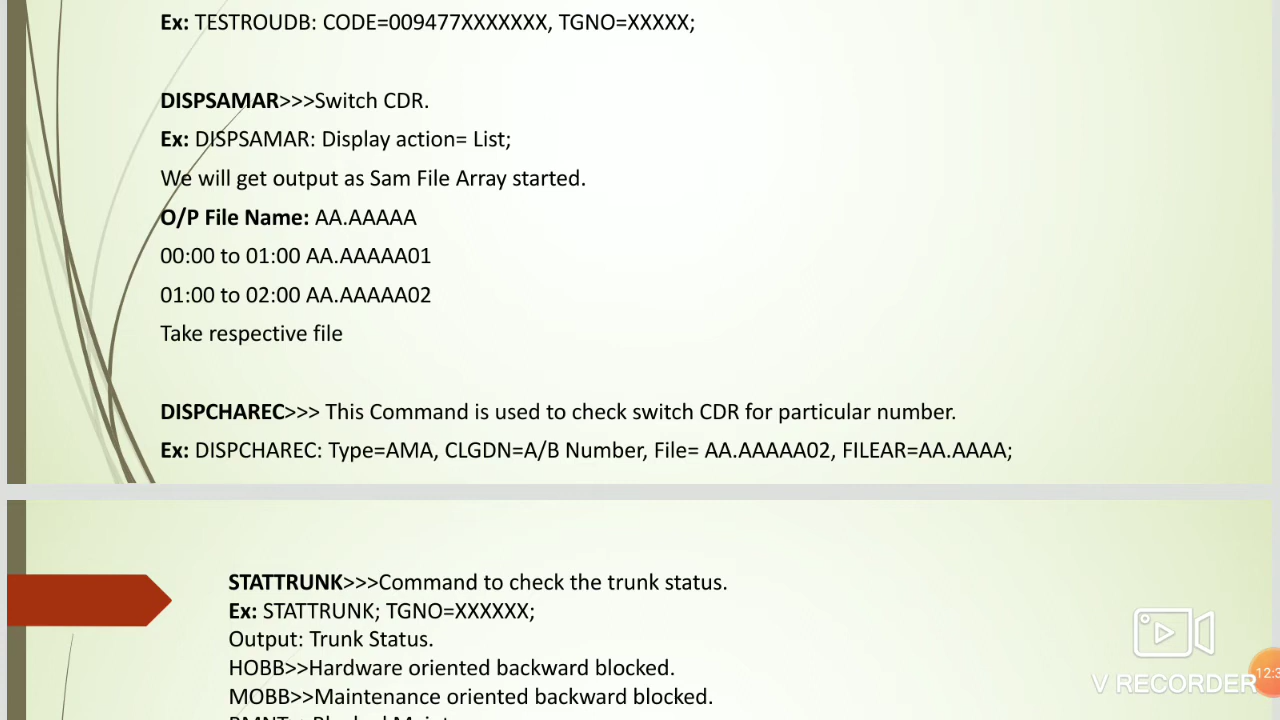 Ex: TESTROUDB: CODE=009477XXXXXXX, TGNO=XXXXX;
DISPSAMAR>>>Switch CDR.
Ex: DISPSAMAR: Display action= List;
We will get output as Sam File Array started.
O/P File Name: AA.AAAAA
00:00 to 01:00 AA.AAAAA01
01:00 to 02:00 AA.AAAAA02
Take respective file
DISPCHAREC>>> This Command is used to check switch CDR for particular number.
Ex: DISPCHAREC: Type=AMA, CLGDN=A/B Number, File= AA.AAAAA02, FILEAR=AA.AAAA;
STATTRUNK>>>Command to check the trunk status.
Ex: STATTRUNK; TGNO=XXXXXX;
Output: Trunk Status.
HOBB>>Hardware oriented backward blocked.
MOBB>>Maintenance oriented backward blocked.
V RECORDER